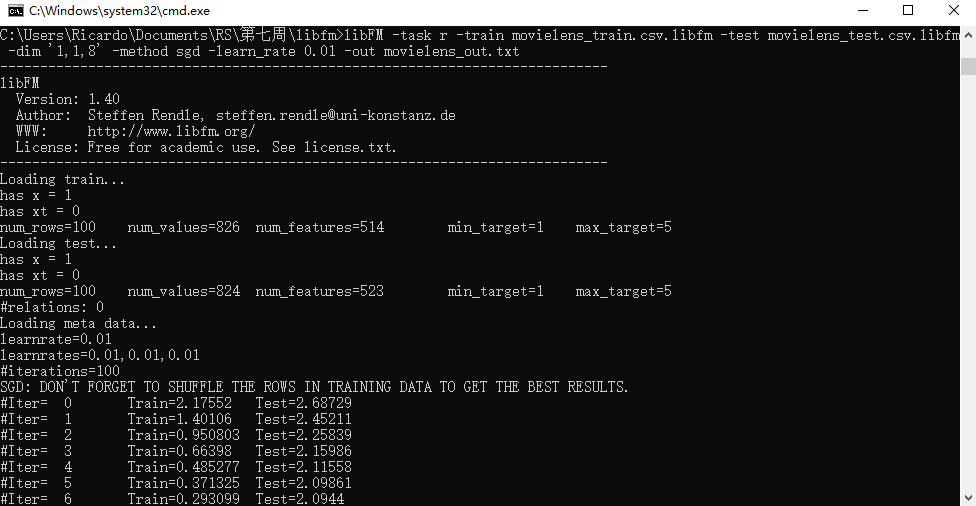 C:\Windows\system32\cmd.exe
C:\Users\Ricardo\Documents\RS\第七周\libfm>libFM -task r -train movielens_train.csv.libfm -test movielens_test.csv.libfm
-dim '1,1,8' -method sgd -learn_rate 0.01 -out movielens_out.txt
----------------------------------------------------------------------------
libFM
  Version: 1.40
  Author:  Steffen Rendle, steffen.rendle@uni-konstanz.de
  WWW:     http://www.libfm.org/
  License: Free for academic use. See license.txt.
----------------------------------------------------------------------------
Loading train...
has x = 1
has xt = 0
num_rows=100    num_values=826  num_features=514        min_target=1    max_target=5
Loading test...
has x = 1
has xt = 0
num_rows=100    num_values=824  num_features=523        min_target=1    max_target=5
#relations: 0
Loading meta data...
learnrate=0.01
learnrates=0.01,0.01,0.01
#iterations=100
SGD: DON'T FORGET TO SHUFFLE THE ROWS IN TRAINING DATA TO GET THE BEST RESULTS.
#Iter=  0       Train=2.17552   Test=2.68729
#Iter=  1       Train=1.40106   Test=2.45211
#Iter=  2       Train=0.950803  Test=2.25839
#Iter=  3       Train=0.66398   Test=2.15986
#Iter=  4       Train=0.485277  Test=2.11558
#Iter=  5       Train=0.371325  Test=2.09861
#Iter=  6       Train=0.293099  Test=2.0944